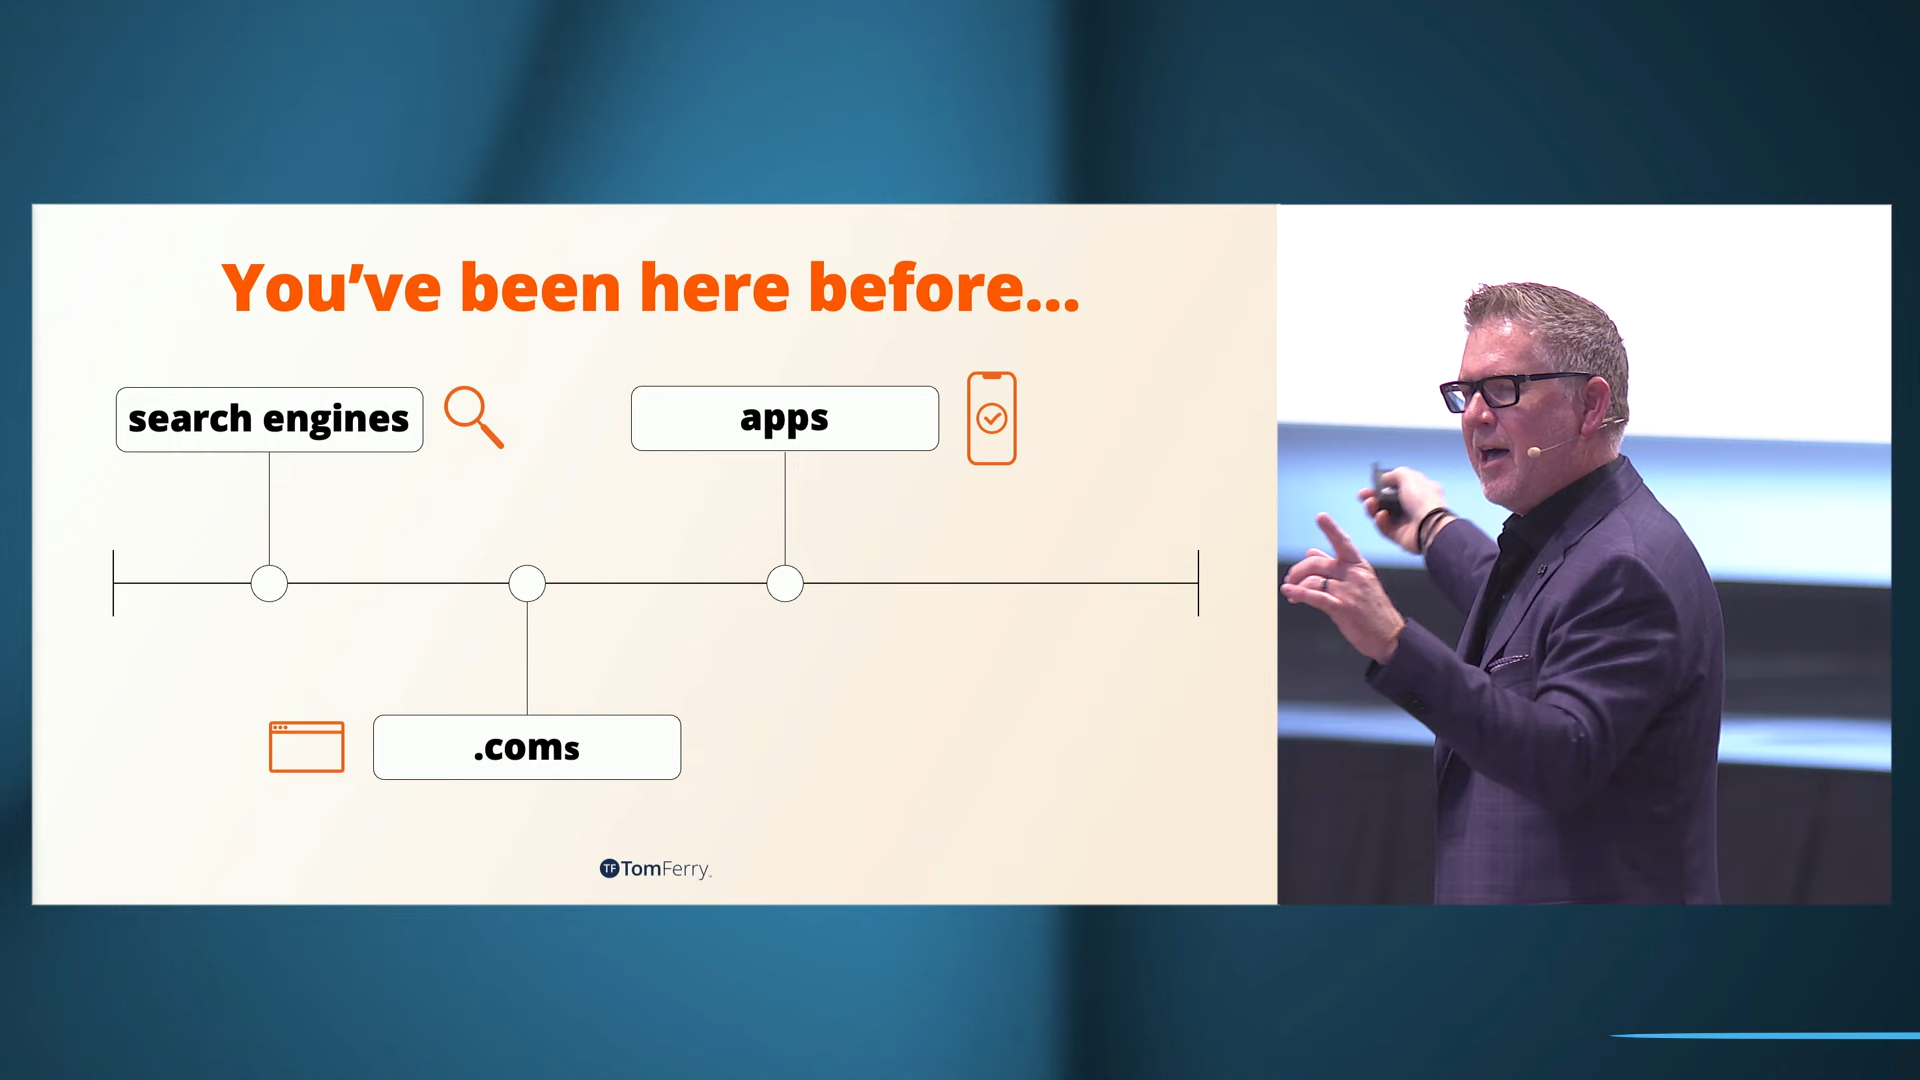 You’ve been here before...
search engines
apps
.coms
TF TomFerry